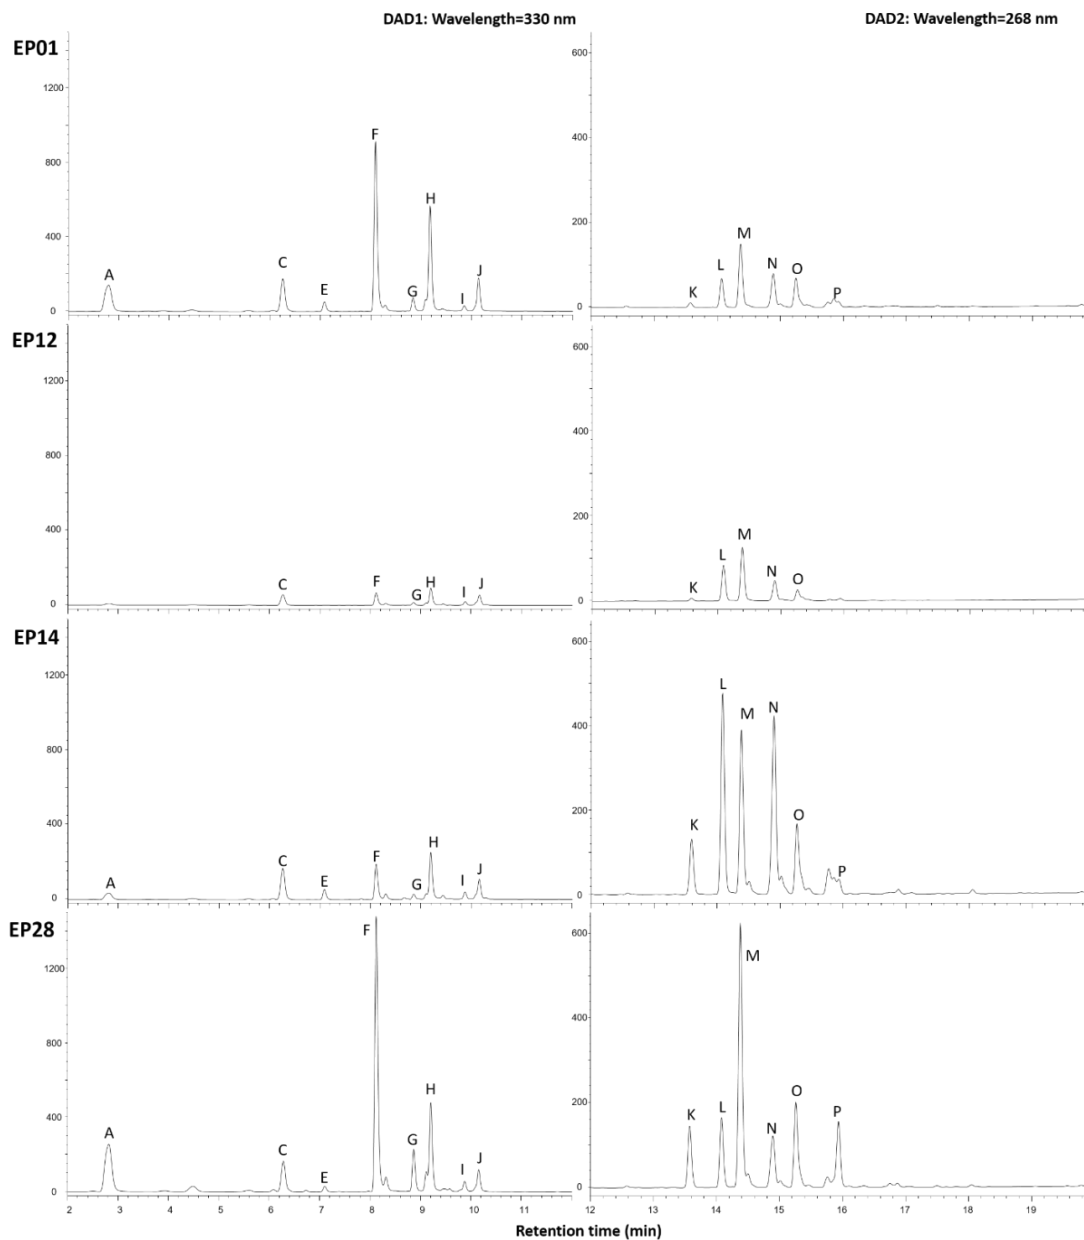 DAD1: Wavelength=330 nm
DAD2: Wavelength=268 nm
EP01
1200
800
400
0
A
C
E
F
G
H
I
J
600
400
200
0
K
L
M
N
O
P
EP12
1200
800
400
0
C
F
G
H
I
J
600
400
200
0
K
L
M
N
O
EP14
1200
800
400
0
A
C
E
F
G
H
I
J
600
400
200
0
K
L
M
N
O
P
EP28
1200
800
400
0
A
C
E
F
G
H
I
J
600
400
200
0
K
L
M
N
O
P
2 3 4 5 6 7 8 9 10 11
12 13 14 15 16 17 18 19
Retention time (min)